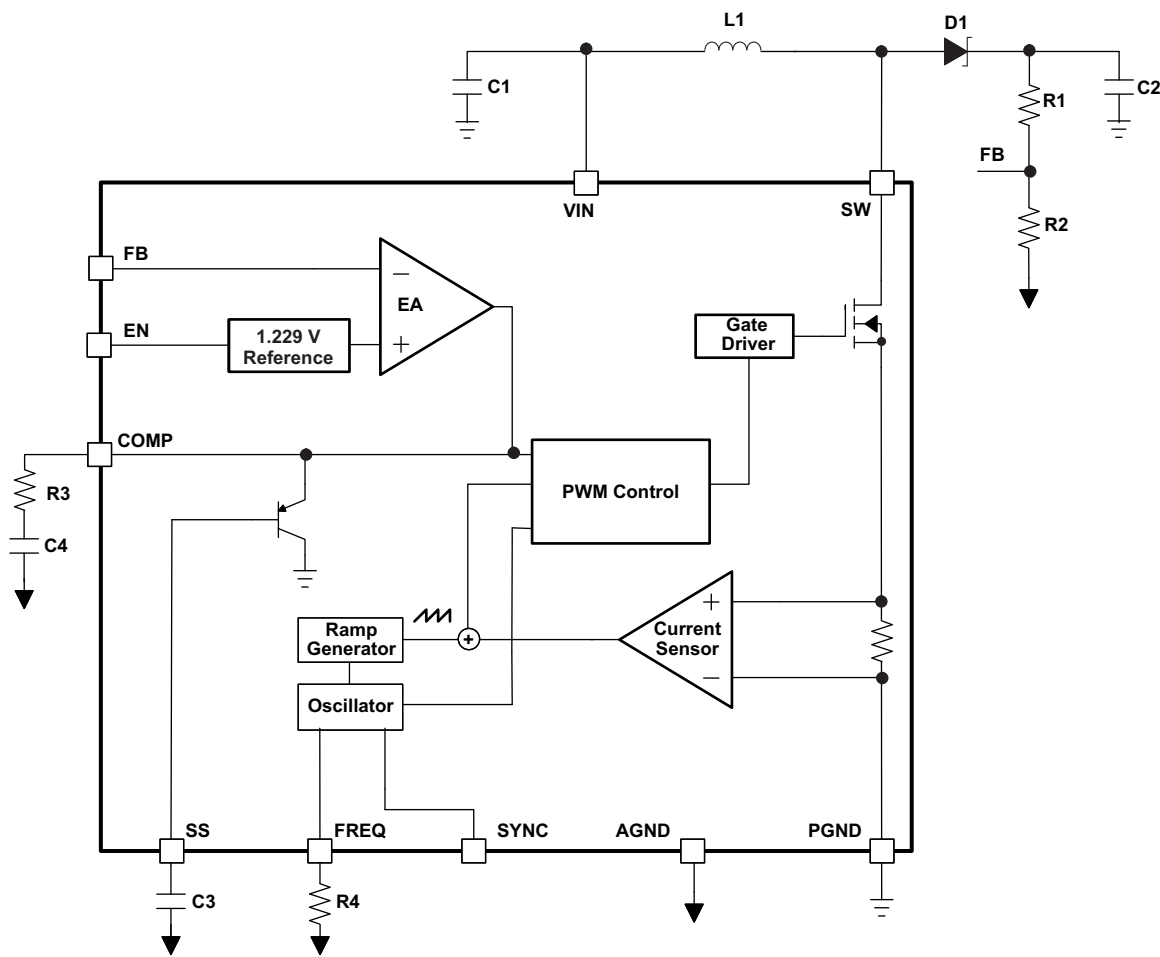 L1
D1
C1
R1
C2
FB
VIN
SW
R2
FB
EA
EN
1.229 V
Reference
Gate
Driver
COMP
R3
PWM Control
C4
Ramp
Generator
Current
Sensor
Oscillator
SS
FREQ
SYNC
AGND
PGND
C3
R4